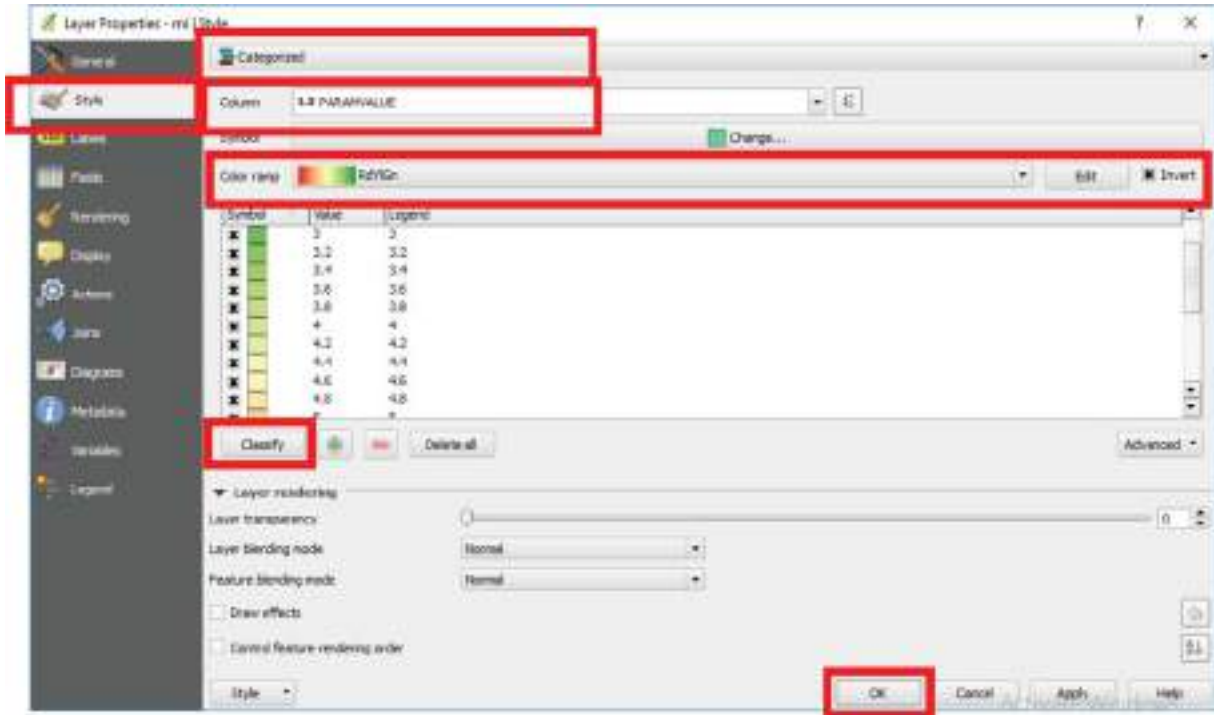 Layer Properties - mi | Style
? ×
General
Categorized
Style
Column 1.2 PARAMVALUE
Labels
Symbol Change...
Fields
Color ramp RdYlGn Edit Invert
Rendering
Symbol Value Legend
3 3
3.2 3.2
Display
3.4 3.4
3.6 3.6
Actions
3.8 3.8
4 4
Joins
4.2 4.2
4.4 4.4
Diagrams
4.6 4.6
4.8 4.8
Metadata
Classify Delete all Advanced
Variables
Legend
Layer rendering
Layer transparency 0
Layer blending mode Normal
Feature blending mode Normal
Draw effects
Control feature rendering order
Style OK Cancel Apply Help